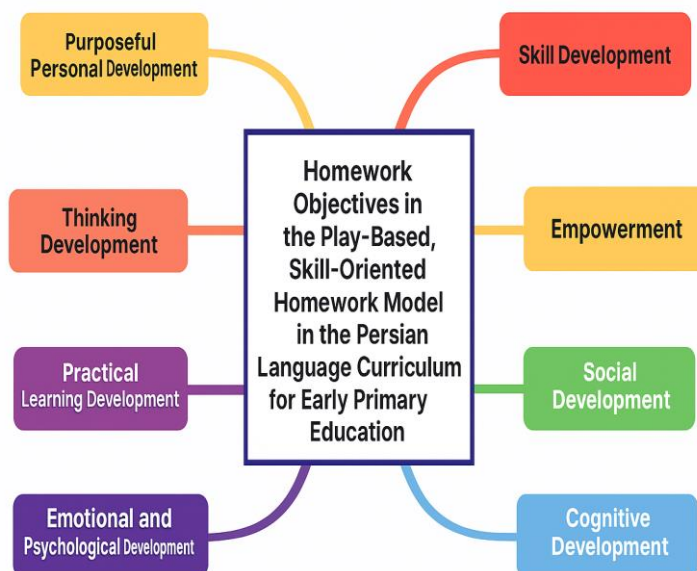 Purposeful
Personal Development
Skill Development
Homework
Objectives in
the Play-Based,
Skill-Oriented
Homework Model
in the Persian
Language Curriculum
for Early Primary
Education
Thinking
Development
Empowerment
Practical
Learning Development
Social
Development
Emotional and
Psychological Development
Cognitive
Development